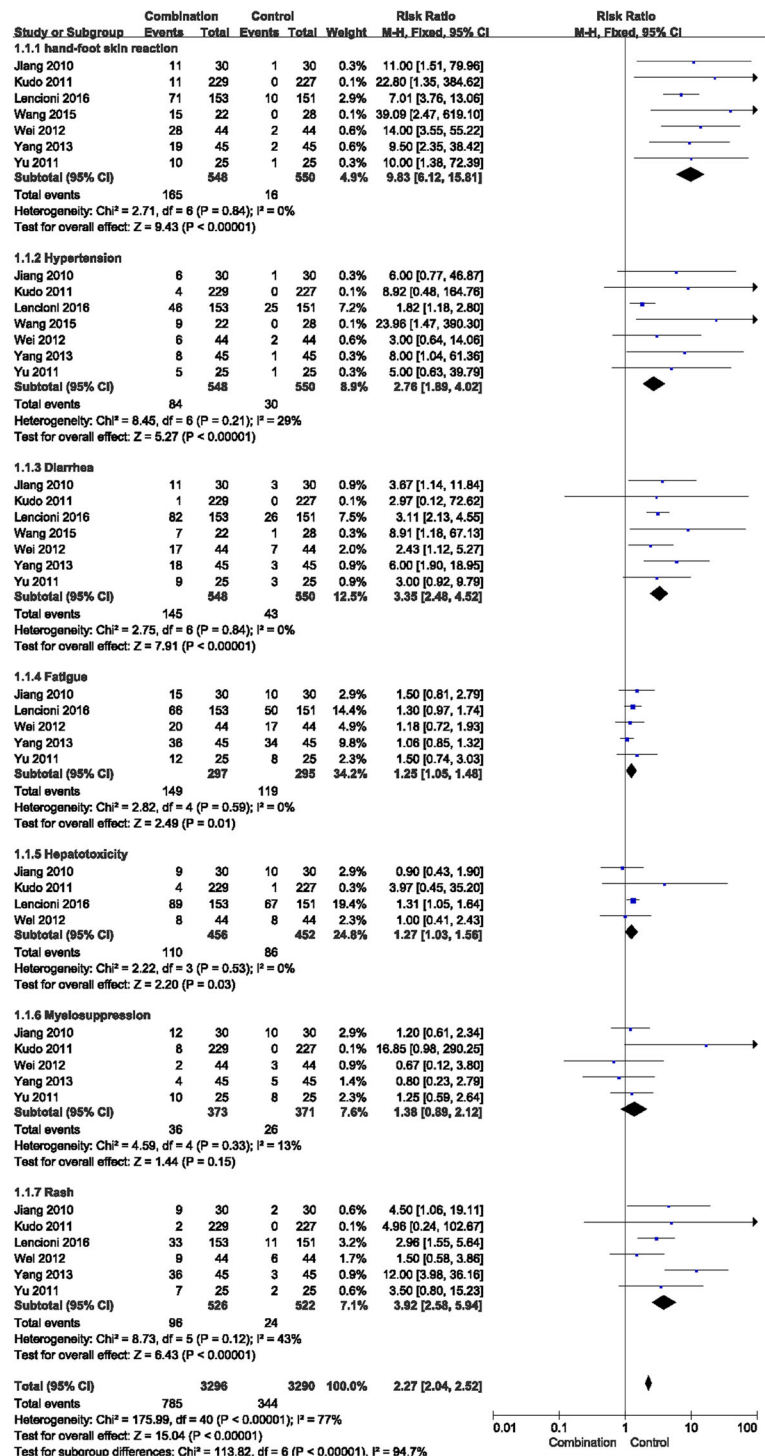 Combination Control Risk Ratio Risk Ratio
Study or Subgroup Events Total Events Total Weight M-H, Fixed, 95% CI M-H, Fixed, 95% CI
1.1.1 hand-foot skin reaction
Jiang 2010 11 30 1 30 0.3% 11.00 [1.51, 79.96]
Kudo 2011 11 229 0 227 0.1% 22.80 [1.35, 384.62]
Lencioni 2016 71 153 10 151 2.9% 7.01 [3.76, 13.06]
Wang 2015 15 22 0 28 0.1% 39.09 [2.47, 619.10]
Wei 2012 28 44 2 44 0.6% 14.00 [3.55, 55.22]
Yang 2013 19 45 2 45 0.6% 9.50 [2.35, 38.42]
Yu 2011 10 25 1 25 0.3% 10.00 [1.38, 72.39]
Subtotal (95% CI) 548 550 4.9% 9.83 [6.12, 15.81]
Total events 165 16
Heterogeneity: Chi² = 2.71, df = 6 (P = 0.84); I² = 0%
Test for overall effect: Z = 9.43 (P < 0.00001)
1.1.2 Hypertension
Jiang 2010 6 30 1 30 0.3% 6.00 [0.77, 46.87]
Kudo 2011 4 229 0 227 0.1% 8.92 [0.48, 164.76]
Lencioni 2016 46 153 25 151 7.2% 1.82 [1.18, 2.80]
Wang 2015 9 22 0 28 0.1% 23.96 [1.47, 390.30]
Wei 2012 6 44 2 44 0.6% 3.00 [0.64, 14.06]
Yang 2013 8 45 1 45 0.3% 8.00 [1.04, 61.36]
Yu 2011 5 25 1 25 0.3% 5.00 [0.63, 39.79]
Subtotal (95% CI) 548 550 8.9% 2.76 [1.89, 4.02]
Total events 84 30
Heterogeneity: Chi² = 8.45, df = 6 (P = 0.21); I² = 29%
Test for overall effect: Z = 5.27 (P < 0.00001)
1.1.3 Diarrhea
Jiang 2010 11 30 3 30 0.9% 3.67 [1.14, 11.84]
Kudo 2011 1 229 0 227 0.1% 2.97 [0.12, 72.62]
Lencioni 2016 82 153 26 151 7.5% 3.11 [2.13, 4.55]
Wang 2015 7 22 1 28 0.3% 8.91 [1.18, 67.13]
Wei 2012 17 44 7 44 2.0% 2.43 [1.12, 5.27]
Yang 2013 18 45 3 45 0.9% 6.00 [1.90, 18.95]
Yu 2011 9 25 3 25 0.9% 3.00 [0.92, 9.79]
Subtotal (95% CI) 548 550 12.5% 3.35 [2.48, 4.52]
Total events 145 43
Heterogeneity: Chi² = 2.75, df = 6 (P = 0.84); I² = 0%
Test for overall effect: Z = 7.91 (P < 0.00001)
1.1.4 Fatigue
Jiang 2010 15 30 10 30 2.9% 1.50 [0.81, 2.79]
Lencioni 2016 66 153 50 151 14.4% 1.30 [0.97, 1.74]
Wei 2012 20 44 17 44 4.9% 1.18 [0.72, 1.93]
Yang 2013 36 45 34 45 9.8% 1.06 [0.85, 1.32]
Yu 2011 12 25 8 25 2.3% 1.50 [0.74, 3.03]
Subtotal (95% CI) 297 295 34.2% 1.25 [1.05, 1.48]
Total events 149 119
Heterogeneity: Chi² = 2.82, df = 4 (P = 0.59); I² = 0%
Test for overall effect: Z = 2.49 (P = 0.01)
1.1.5 Hepatotoxicity
Jiang 2010 9 30 10 30 2.9% 0.90 [0.43, 1.90]
Kudo 2011 4 229 1 227 0.3% 3.97 [0.45, 35.20]
Lencioni 2016 89 153 67 151 19.4% 1.31 [1.05, 1.64]
Wei 2012 8 44 8 44 2.3% 1.00 [0.41, 2.43]
Subtotal (95% CI) 456 452 24.8% 1.27 [1.03, 1.56]
Total events 110 86
Heterogeneity: Chi² = 2.22, df = 3 (P = 0.53); I² = 0%
Test for overall effect: Z = 2.20 (P = 0.03)
1.1.6 Myelosuppression
Jiang 2010 12 30 10 30 2.9% 1.20 [0.61, 2.34]
Kudo 2011 8 229 0 227 0.1% 16.85 [0.98, 290.25]
Wei 2012 2 44 3 44 0.9% 0.67 [0.12, 3.80]
Yang 2013 4 45 5 45 1.4% 0.80 [0.23, 2.79]
Yu 2011 10 25 8 25 2.3% 1.25 [0.59, 2.64]
Subtotal (95% CI) 373 371 7.6% 1.38 [0.89, 2.12]
Total events 36 26
Heterogeneity: Chi² = 4.59, df = 4 (P = 0.33); I² = 13%
Test for overall effect: Z = 1.44 (P = 0.15)
1.1.7 Rash
Jiang 2010 9 30 2 30 0.6% 4.50 [1.06, 19.11]
Kudo 2011 2 229 0 227 0.1% 4.96 [0.24, 102.67]
Lencioni 2016 33 153 11 151 3.2% 2.96 [1.55, 5.64]
Wei 2012 9 44 6 44 1.7% 1.50 [0.58, 3.86]
Yang 2013 36 45 3 45 0.9% 12.00 [3.98, 36.16]
Yu 2011 7 25 2 25 0.6% 3.50 [0.80, 15.23]
Subtotal (95% CI) 526 522 7.1% 3.92 [2.58, 5.94]
Total events 96 24
Heterogeneity: Chi² = 8.73, df = 5 (P = 0.12); I² = 43%
Test for overall effect: Z = 6.43 (P < 0.00001)
Total (95% CI) 3296 3290 100.0% 2.27 [2.04, 2.52]
Total events 785 344
Heterogeneity: Chi² = 175.99, df = 40 (P < 0.00001); I² = 77%
Test for overall effect: Z = 15.04 (P < 0.00001)
Test for subgroup differences: Chi² = 113.82, df = 6 (P < 0.00001), I² = 94.7%
0.01 0.1 1 10 100
Combination Control